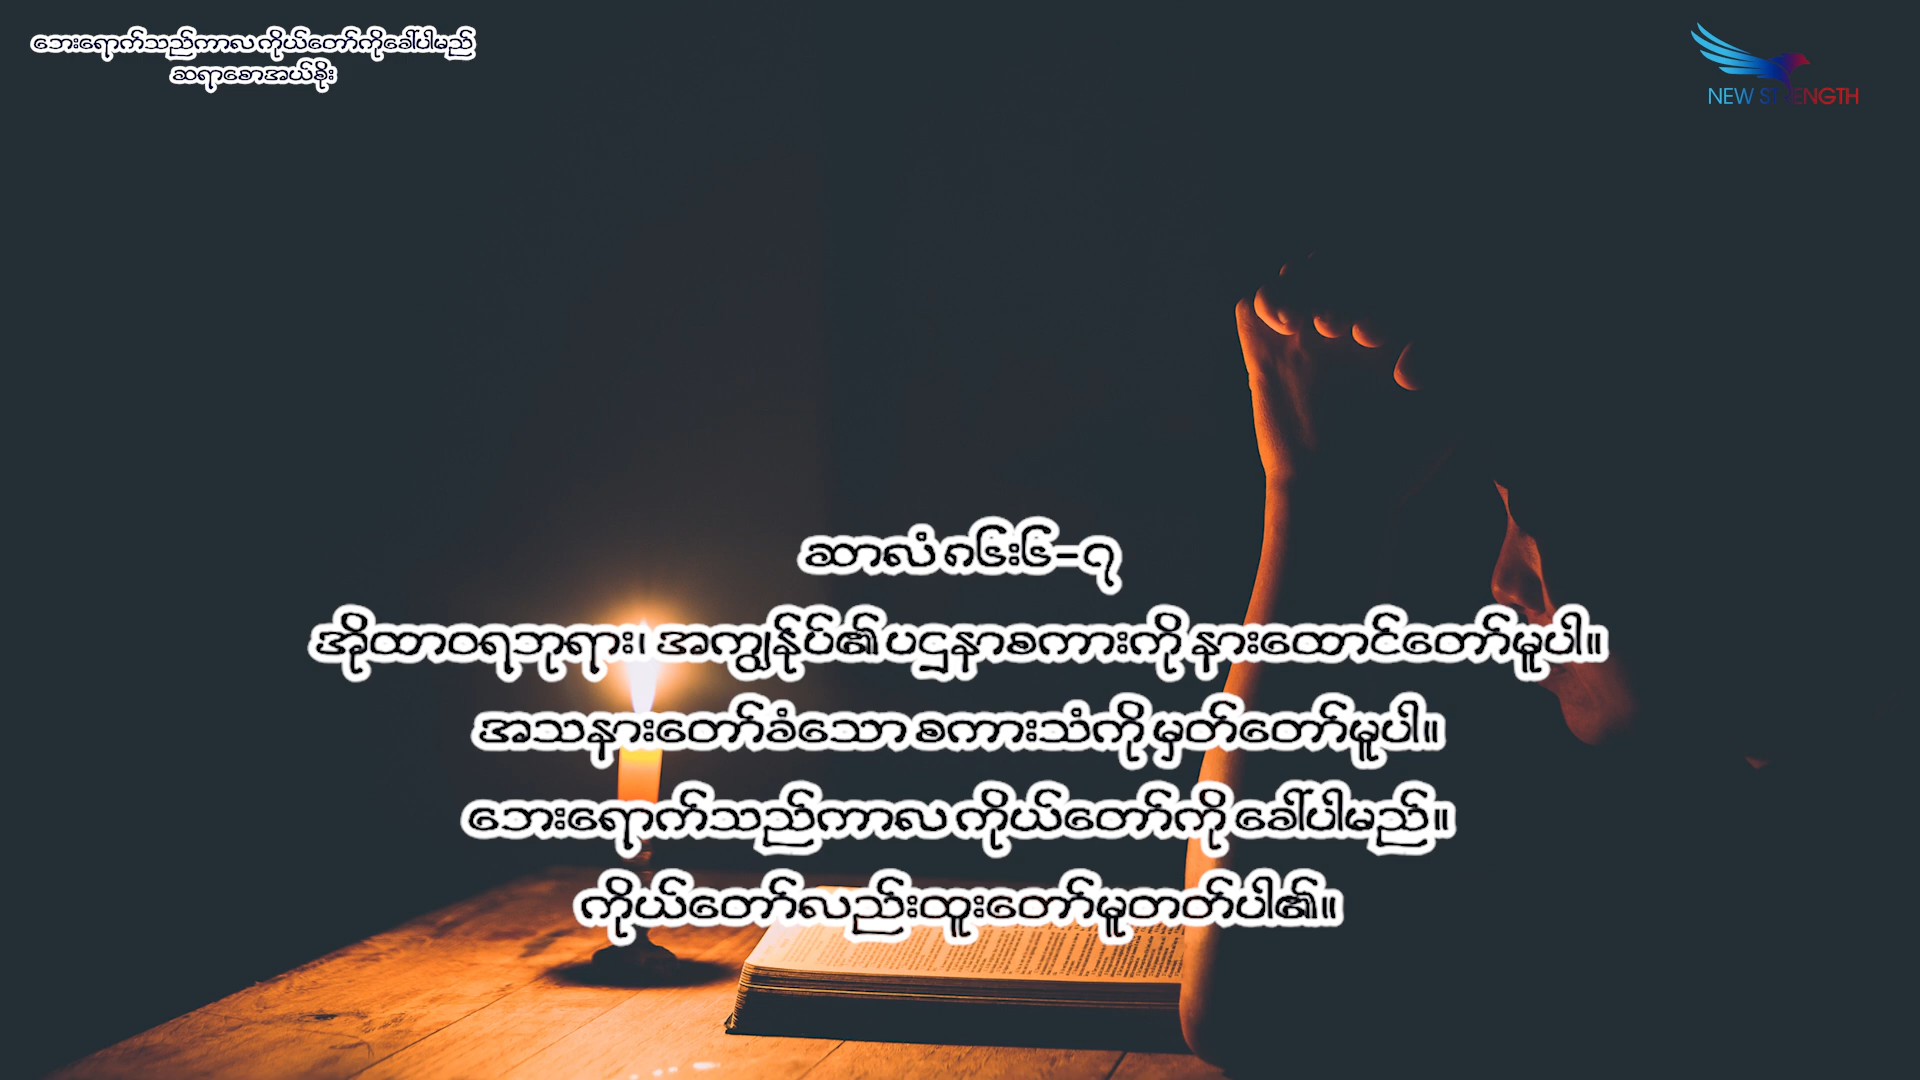 ဘေးရောက်သည်ကာလ ကိုယ်တော်ကိုခေါ်ပါမည်
ဆရာစောအယ်စိုး
NEW STRENGTH
ဆာလံ ၈၆း၆-၇
အိုထာဝရဘုရား၊ အကျွန်ုပ်၏ ပဌနာစကားကို နားထောင်တော်မူပါ။
အသနားတော်ခံသော စကားသံကို မှတ်တော်မူပါ။
ဘေးရောက်သည်ကာလ ကိုယ်တော်ကို ခေါ်ပါမည်။
ကိုယ်တော်လည်းထူးတော်မူတတ်ပါ၏။